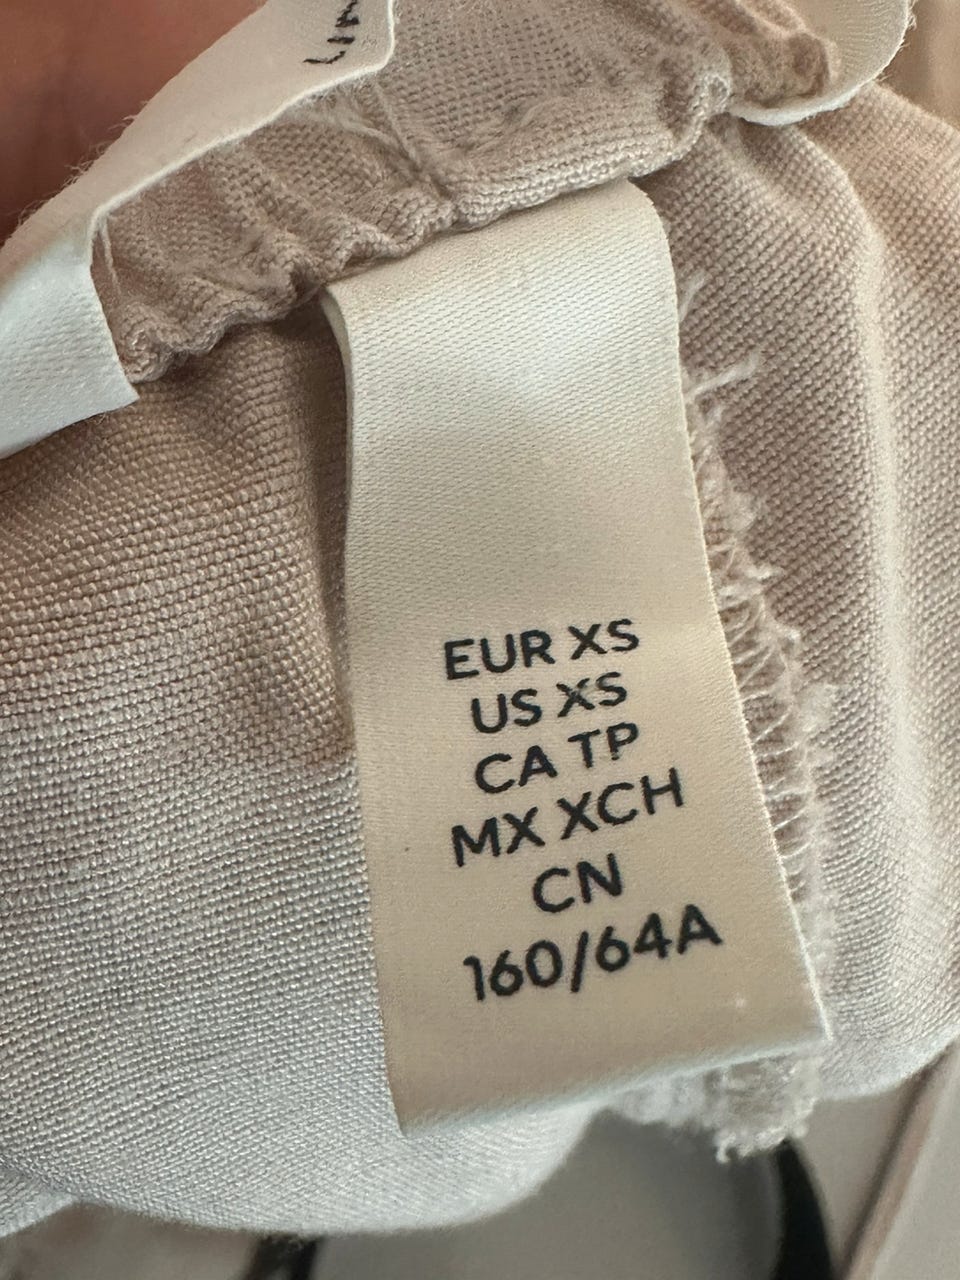 EUR XS
US XS
CA TP
MX XCH
CN
160/64A